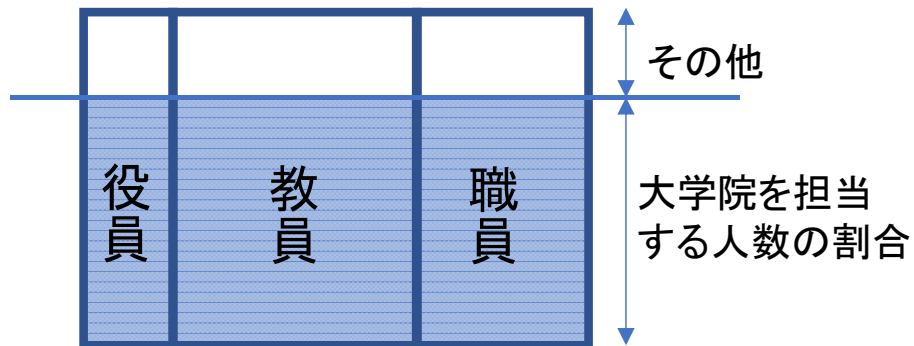 その他
役員
教員
職員
大学院を担当
する人数の割合